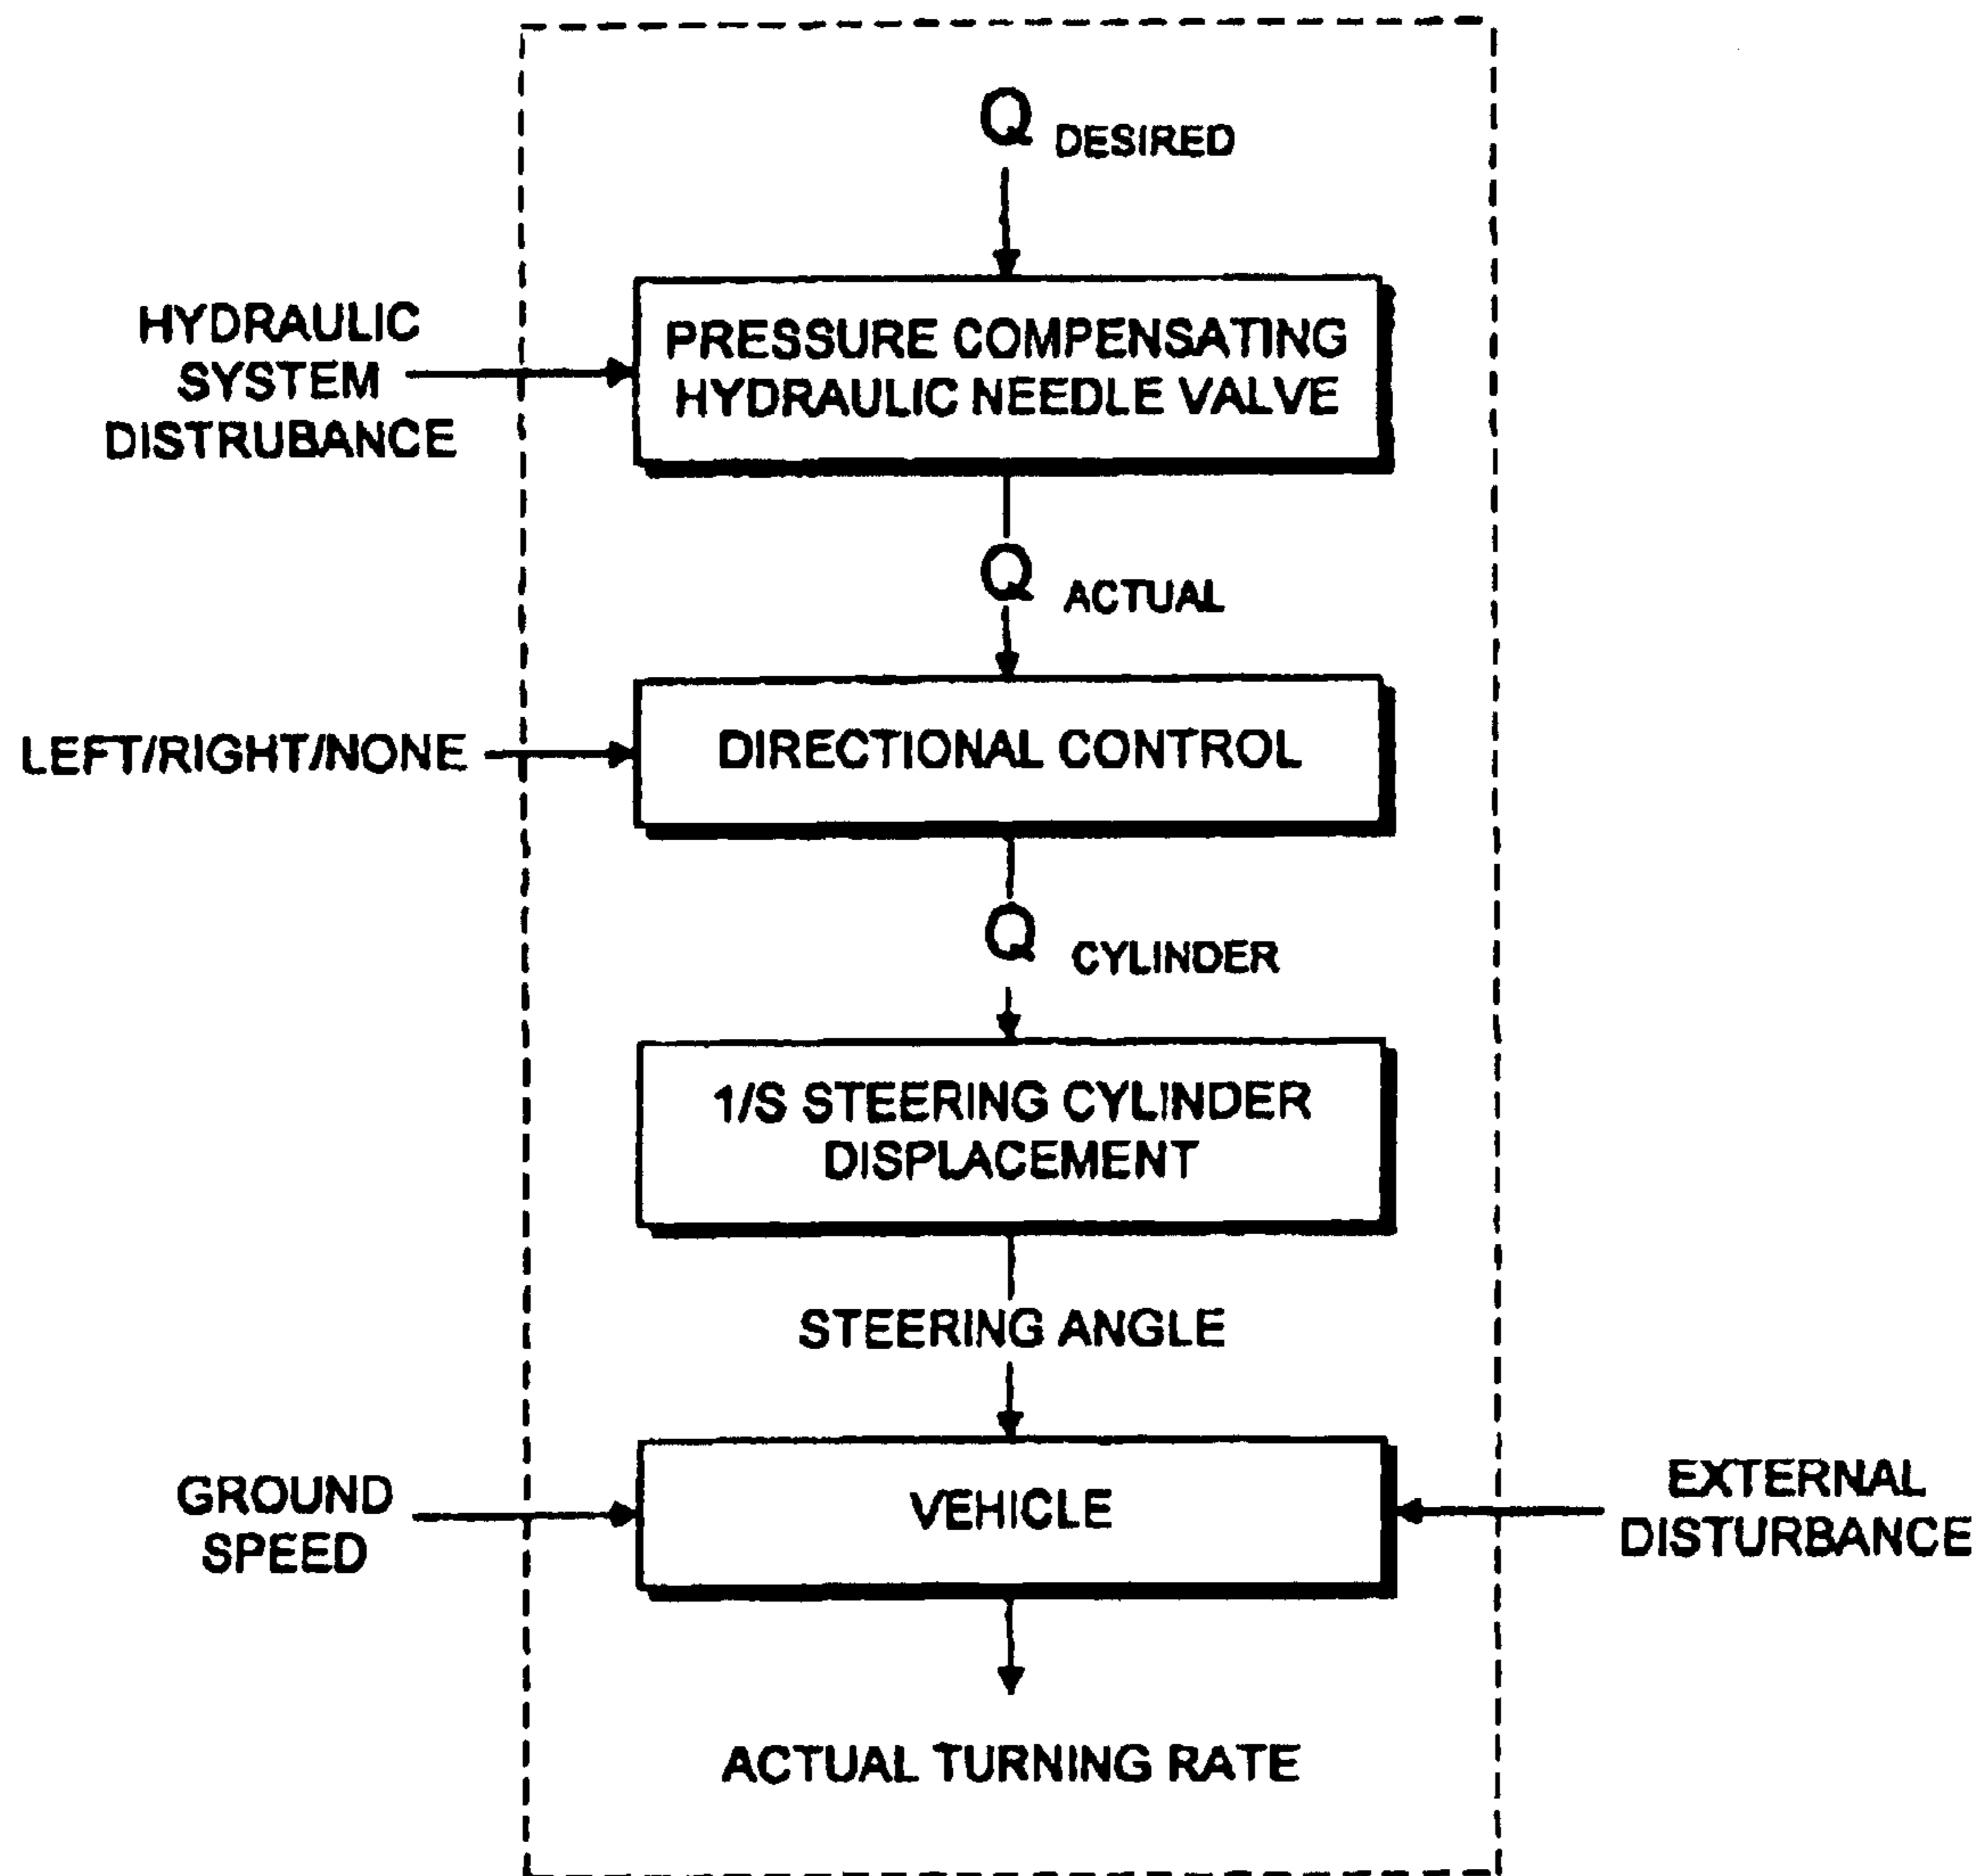 Q DESIRED
HYDRAULIC
SYSTEM
DISTRUBANCE
PRESSURE COMPENSATING
HYDRAULIC NEEDLE VALVE
Q ACTUAL
LEFT/RIGHT/NONE
DIRECTIONAL CONTROL
Q CYLINDER
1/S STEERING CYLINDER
DISPLACEMENT
STEERING ANGLE
GROUND
SPEED
VEHICLE
EXTERNAL
DISTURBANCE
ACTUAL TURNING RATE